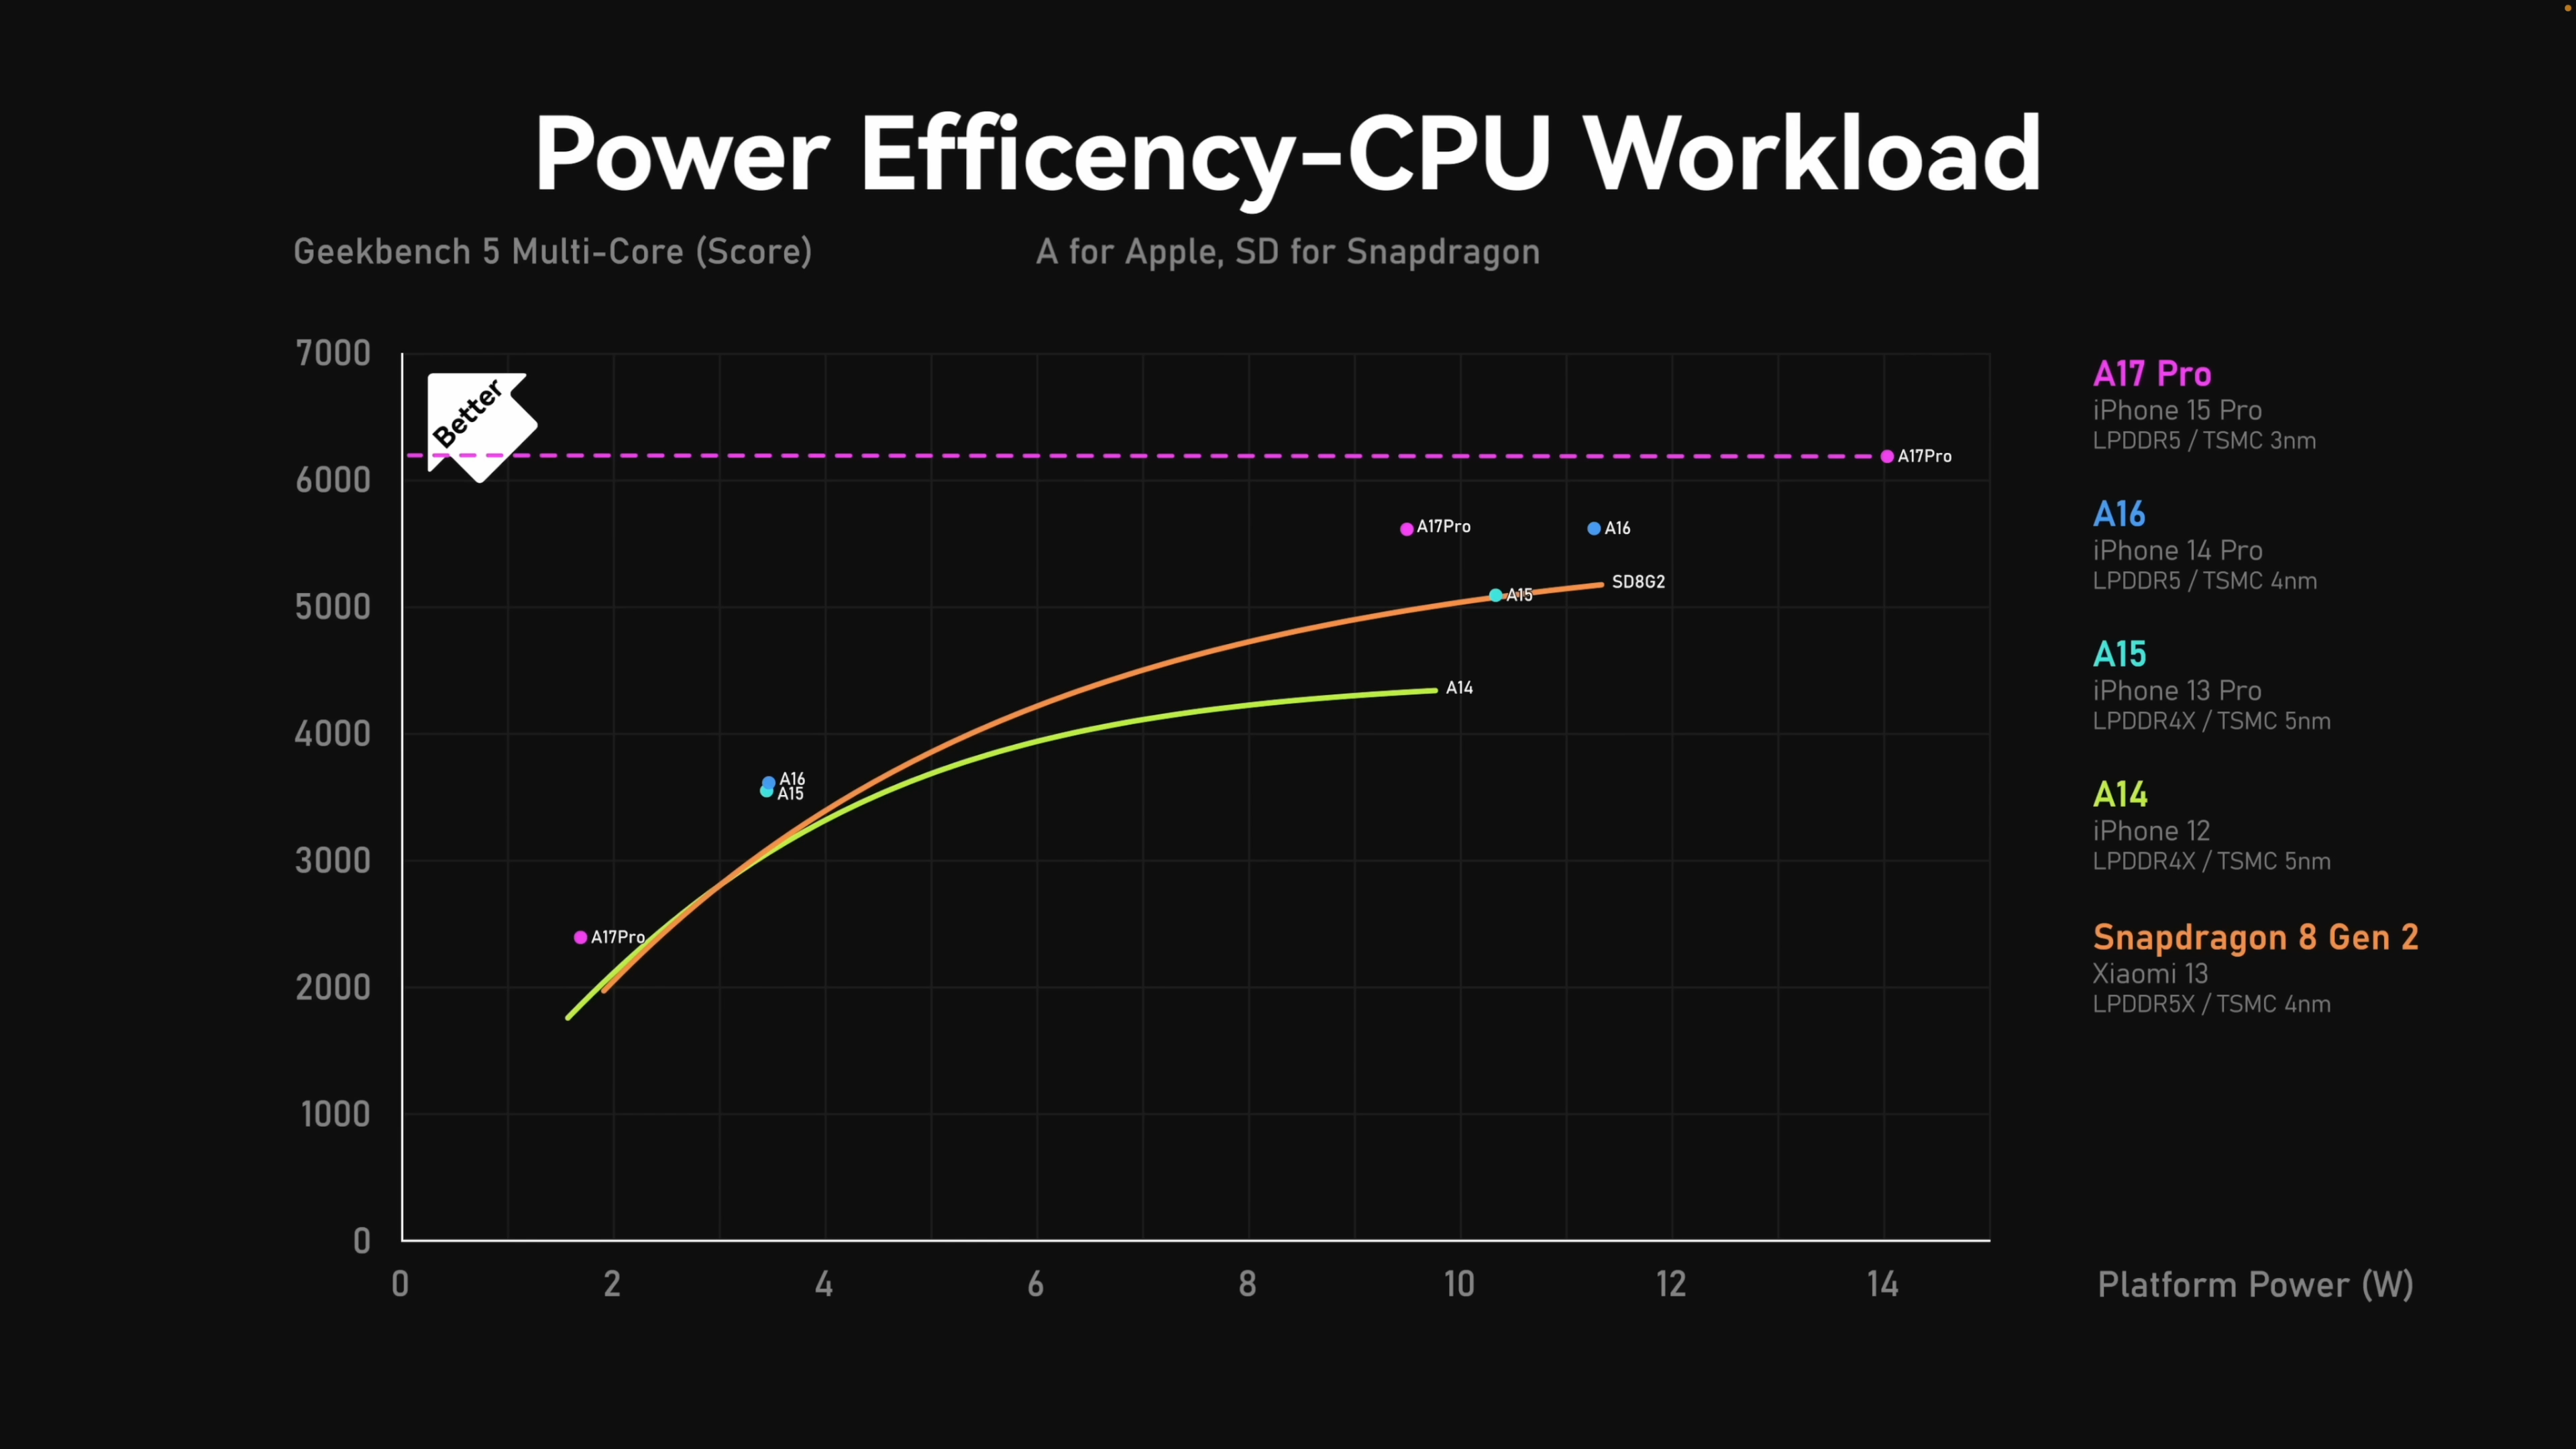 Power Efficency-CPU Workload
Geekbench 5 Multi-Core (Score)
A for Apple, SD for Snapdragon
7000
6000
5000
4000
3000
2000
1000
0
Better
A17Pro
A17Pro
A16
SD8G2
A15
A14
A16
A15
A17Pro
0 2 4 6 8 10 12 14
Platform Power (W)
A17 Pro
iPhone 15 Pro
LPDDR5 / TSMC 3nm
A16
iPhone 14 Pro
LPDDR5 / TSMC 4nm
A15
iPhone 13 Pro
LPDDR4X / TSMC 5nm
A14
iPhone 12
LPDDR4X / TSMC 5nm
Snapdragon 8 Gen 2
Xiaomi 13
LPDDR5X / TSMC 4nm